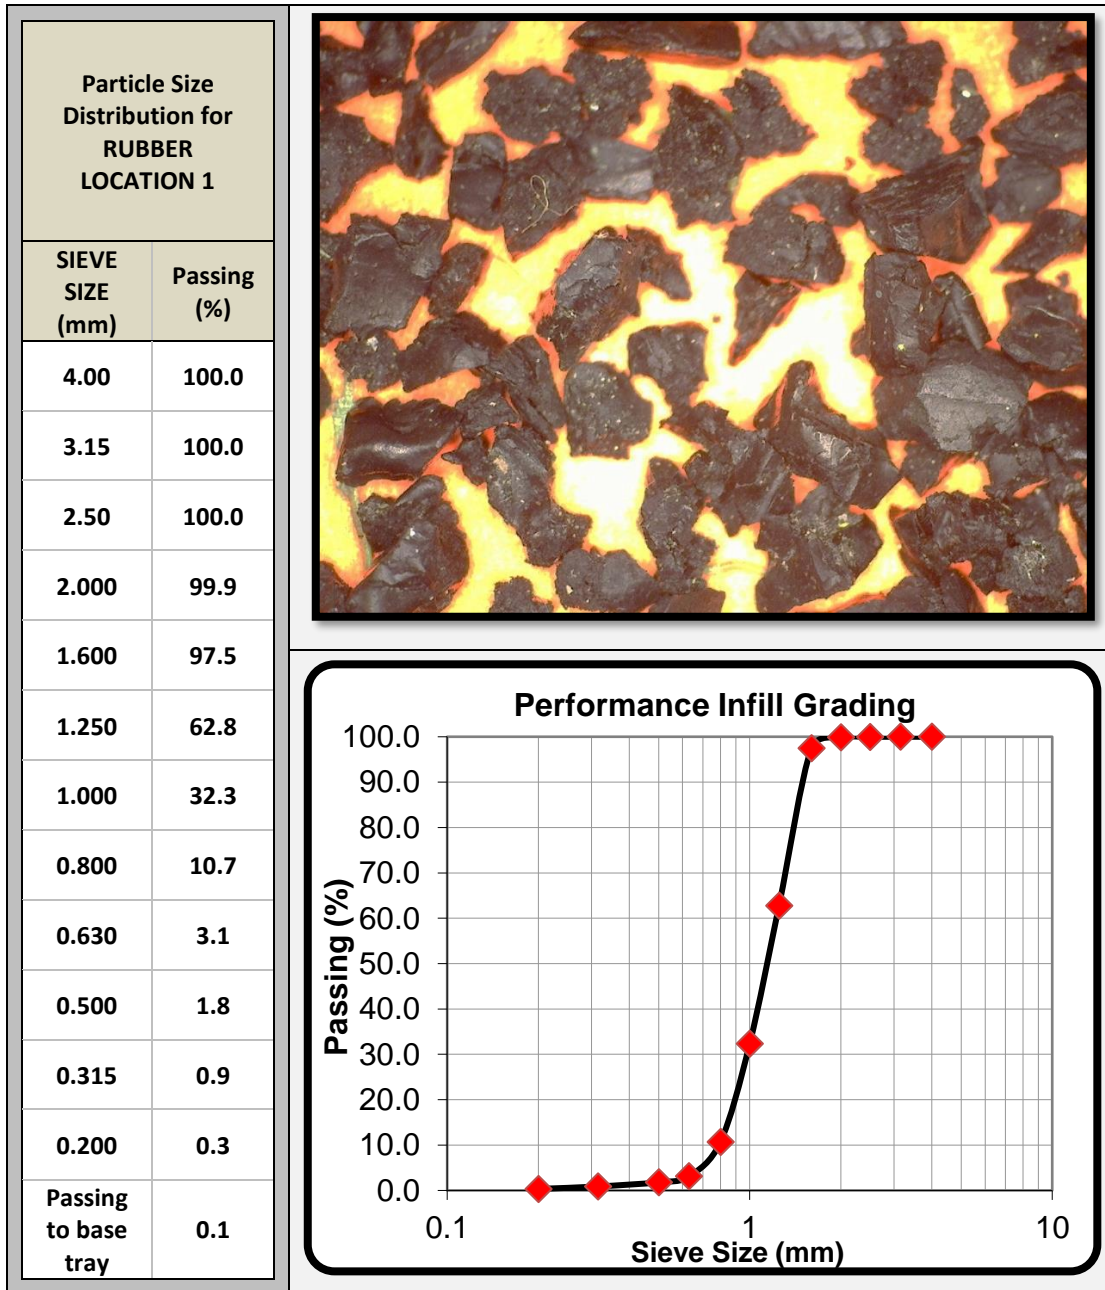 Particle Size
Distribution for
RUBBER
LOCATION 1
SIEVE
SIZE
(mm)
Passing
(%)
4.00 100.0
3.15 100.0
2.50 100.0
2.000 99.9
1.600 97.5
1.250 62.8
1.000 32.3
0.800 10.7
0.630 3.1
0.500 1.8
0.315 0.9
0.200 0.3
Passing
to base
tray
0.1
Performance Infill Grading
Passing (%)
100.0
90.0
80.0
70.0
60.0
50.0
40.0
30.0
20.0
10.0
0.0
0.1 1 10
Sieve Size (mm)